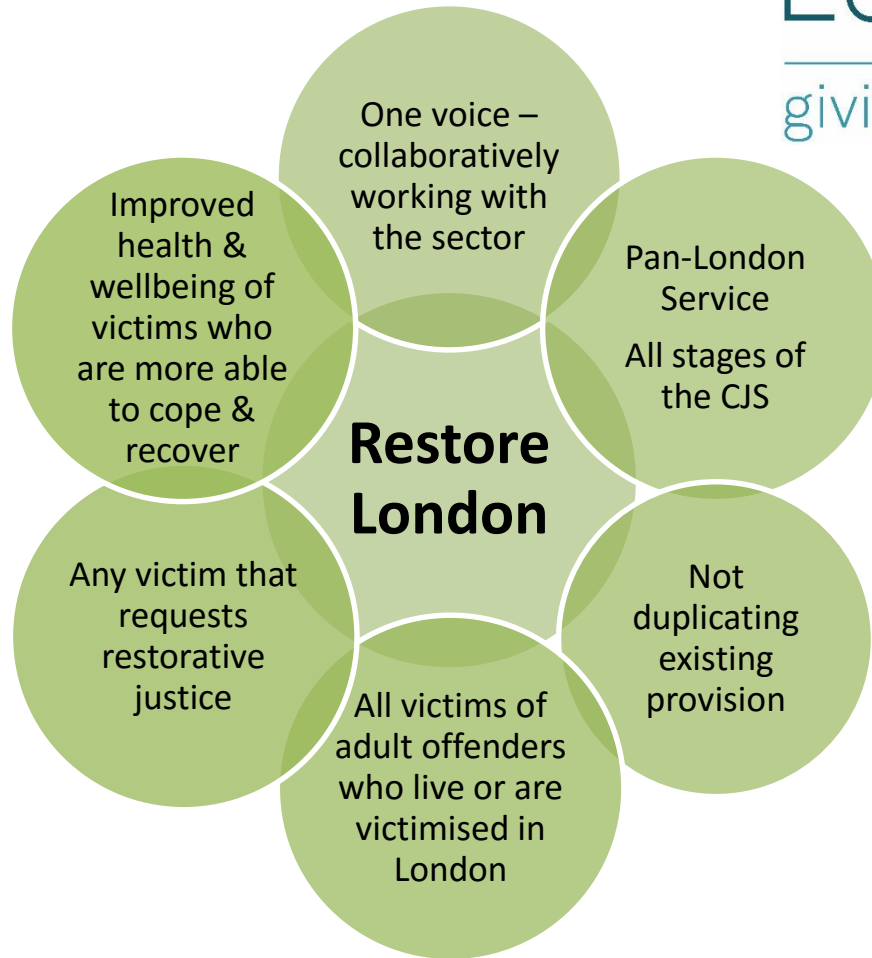 givi
One voice –
collaboratively
working with
the sector
Pan-London
Service
All stages of
the CJS
Not
duplicating
existing
provision
All victims of
adult offenders
who live or are
victimised in
London
Any victim that
requests
restorative
justice
Improved
health &
wellbeing of
victims who
are more able
to cope &
recover
Restore
London